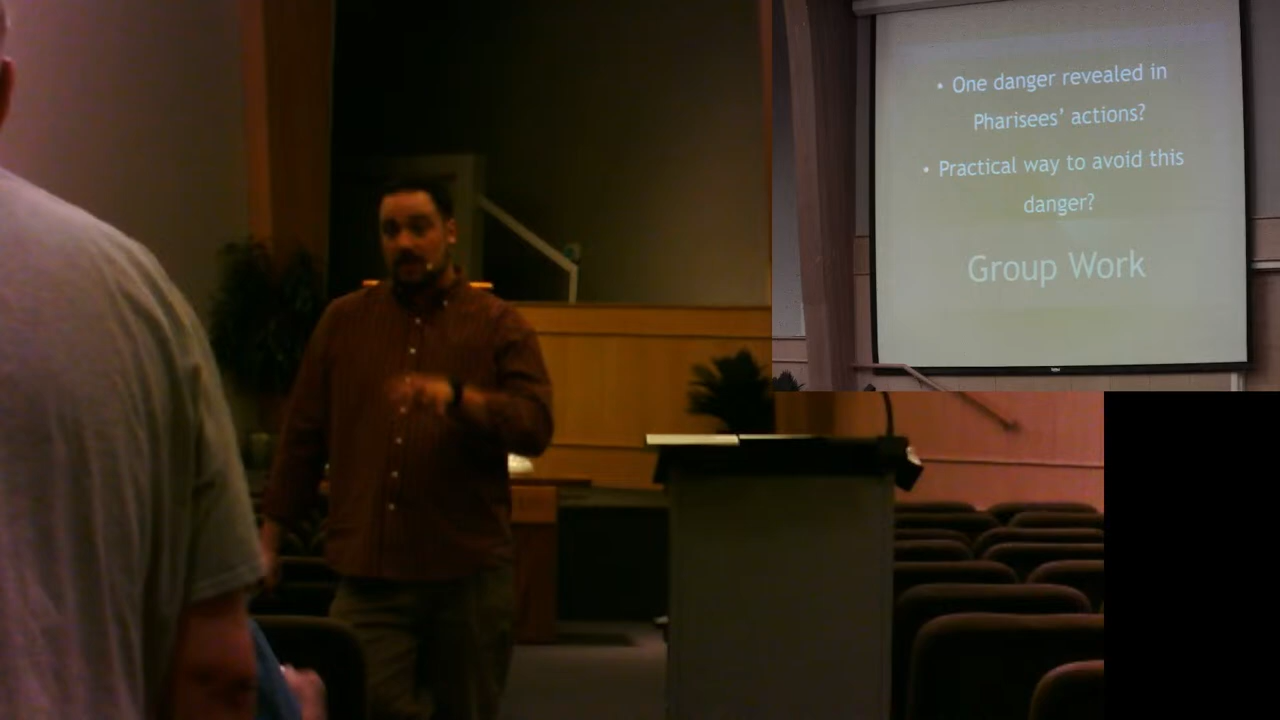 • One danger revealed in
Pharisees' actions?
• Practical way to avoid this
danger?
Group Work